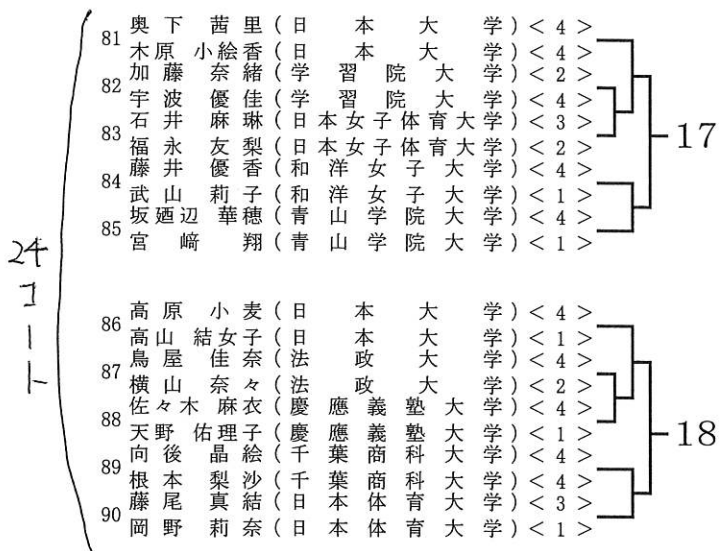 奥下 茜里 (日本大学) < 4 >
81
木原 小絵香 (日本大学) < 4 >
加藤 奈緒 (学習院大学) < 2 >
82
宇波 優佳 (学習院大学) < 4 >
石井 麻琳 (日本女子体育大学) < 3 >
83
福永 友梨 (日本女子体育大学) < 2 >
17
藤井 優香 (和洋女子大学) < 4 >
84
武山 莉子 (和洋女子大学) < 1 >
坂廼辺 華穂 (青山学院大学) < 4 >
85
宮﨑 翔 (青山学院大学) < 1 >
24コート
高原 小麦 (日本大学) < 4 >
86
高山 結女子 (日本大学) < 1 >
鳥屋 佳奈 (法政大学) < 4 >
87
横山 奈々 (法政大学) < 2 >
佐々木 麻衣 (慶應義塾大学) < 4 >
88
天野 佑理子 (慶應義塾大学) < 1 >
18
向後 晶絵 (千葉商科大学) < 4 >
89
根本 梨沙 (千葉商科大学) < 4 >
藤尾 真結 (日本体育大学) < 3 >
90
岡野 莉奈 (日本体育大学) < 1 >